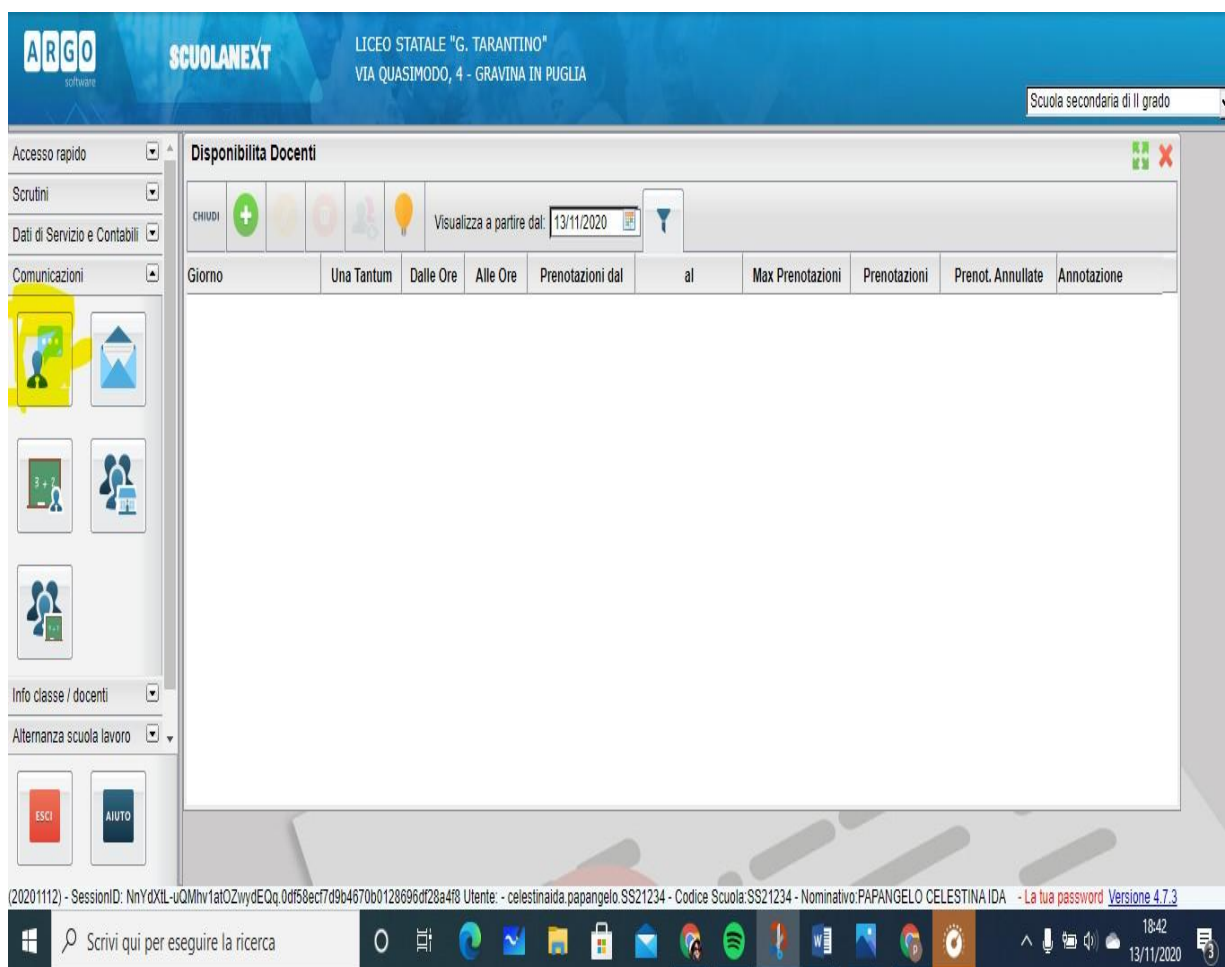 ARGO
software
SCUOLANEXT
LICEO STATALE "G. TARANTINO"
VIA QUASIMODO, 4 - GRAVINA IN PUGLIA
Scuola secondaria di II grado
Accesso rapido
Scrutini
Dati di Servizio e Contabili
Comunicazioni
Info classe / docenti
Alternanza scuola lavoro
ESCI
AIUTO
Disponibilita Docenti
CHIUDI
Visualizza a partire dal: 13/11/2020
Giorno Una Tantum Dalle Ore Alle Ore Prenotazioni dal al Max Prenotazioni Prenotazioni Prenot. Annullate Annotazione
(20201112) - SessionID: NnYdXtL-uQMhv1atOZwydEQq.0df58ecf7d9b4670b0128696df28a4f8 Utente: - celestinaida.papangelo.SS21234 - Codice Scuola:SS21234 - Nominativo:PAPANGELO CELESTINA IDA - La tua password Versione 4.7.3
Scrivi qui per eseguire la ricerca
18:42
13/11/2020
3